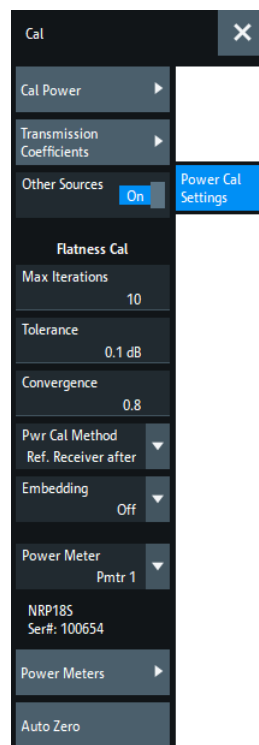 Cal
Cal Power
Transmission
Coefficients
Other Sources
On
Power Cal
Settings
Flatness Cal
Max Iterations
10
Tolerance
0.1 dB
Convergence
0.8
Pwr Cal Method
Ref. Receiver after
Embedding
Off
Power Meter
Pmtr 1
NRP18S
Ser#: 100654
Power Meters
Auto Zero